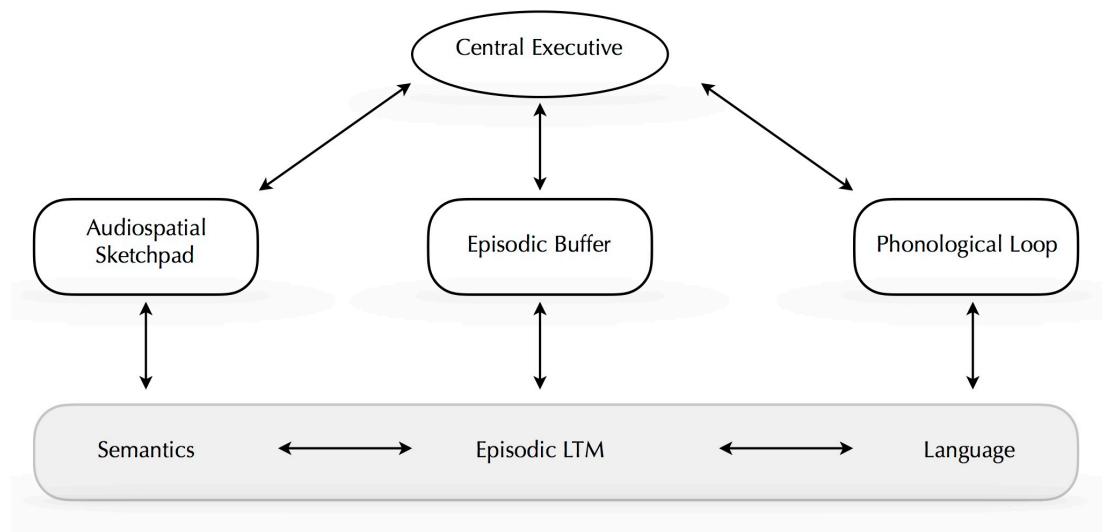 Central Executive
Audiospatial
Sketchpad
Episodic Buffer
Phonological Loop
Semantics
Episodic LTM
Language